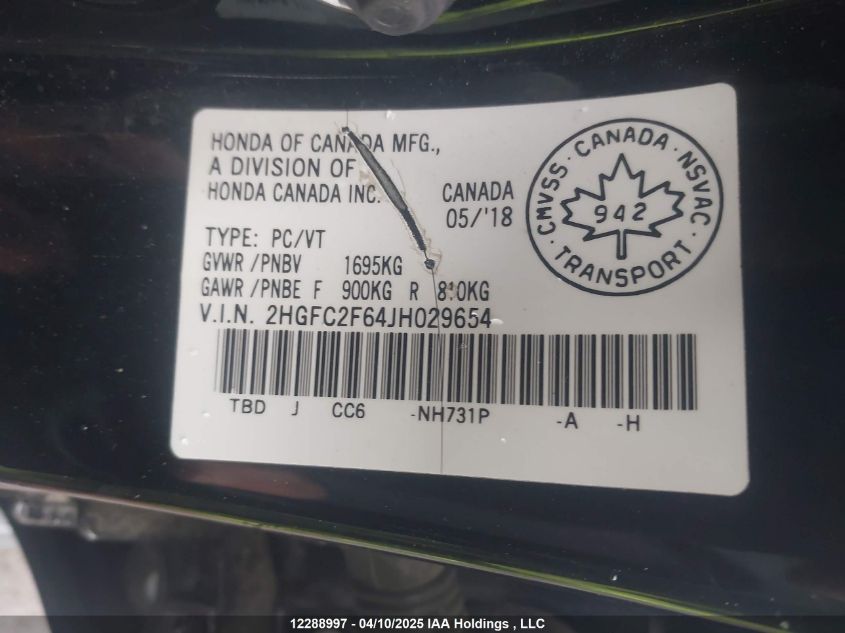 HONDA OF CANADA MFG.,
A DIVISION OF
HONDA CANADA INC.
CANADA
05/'18
CMVSS · CANADA · NSVAC
942
· TRANSPORT ·
TYPE: PC/VT
GVWR /PNBV 1695KG
GAWR /PNBE F 900KG R 810KG
V.I.N. 2HGFC2F64JH029654
TBD J CC6 -NH731P -A -H
12288997 - 04/10/2025 IAA Holdings , LLC